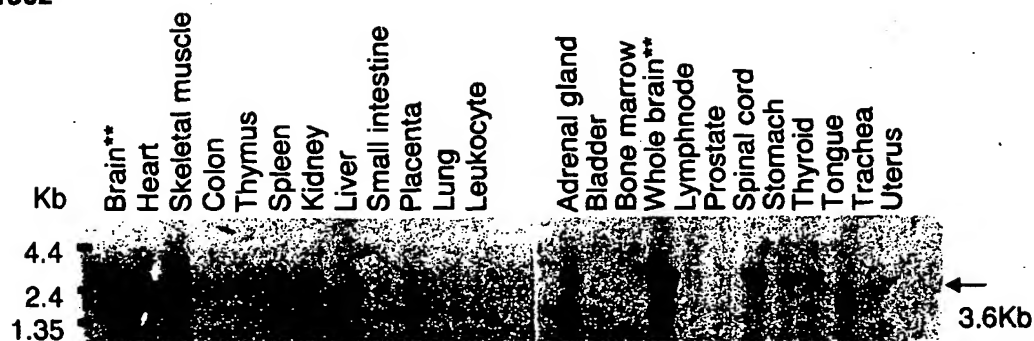 Kb
Brain**
Heart
Skeletal muscle
Colon
Thymus
Spleen
Kidney
Liver
Small intestine
Placenta
Lung
Leukocyte
Adrenal gland
Bladder
Bone marrow
Whole brain**
Lymphnode
Prostate
Spinal cord
Stomach
Thyroid
Tongue
Trachea
Uterus
4.4
2.4
1.35
3.6Kb